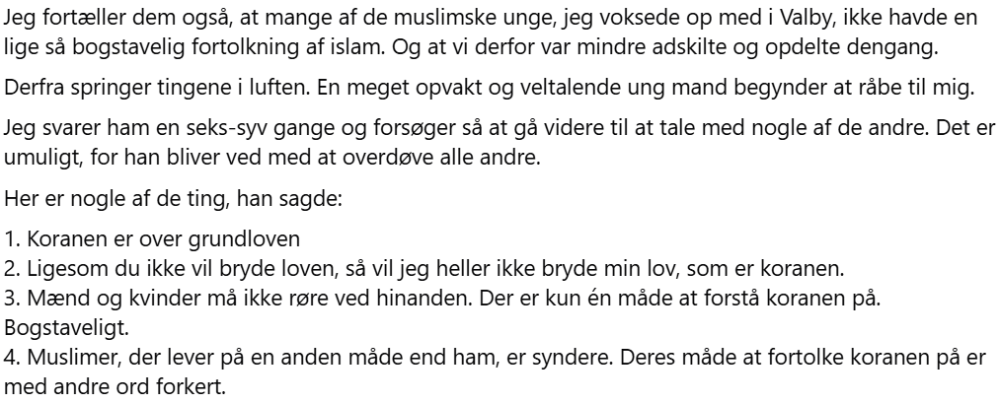 Jeg fortæller dem også, at mange af de muslimske unge, jeg voksede op med i Valby, ikke havde en
lige så bogstavelig fortolkning af islam. Og at vi derfor var mindre adskilte og opdelte dengang.
Derfra springer tingene i luften. En meget opvakt og veltalende ung mand begynder at råbe til mig.
Jeg svarer ham en seks-syv gange og forsøger så at gå videre til at tale med nogle af de andre. Det er
umuligt, for han bliver ved med at overdøve alle andre.
Her er nogle af de ting, han sagde:
1. Koranen er over grundloven
2. Ligesom du ikke vil bryde loven, så vil jeg heller ikke bryde min lov, som er koranen.
3. Mænd og kvinder må ikke røre ved hinanden. Der er kun én måde at forstå koranen på.
Bogstaveligt.
4. Muslimer, der lever på en anden måde end ham, er syndere. Deres måde at fortolke koranen på er
med andre ord forkert.